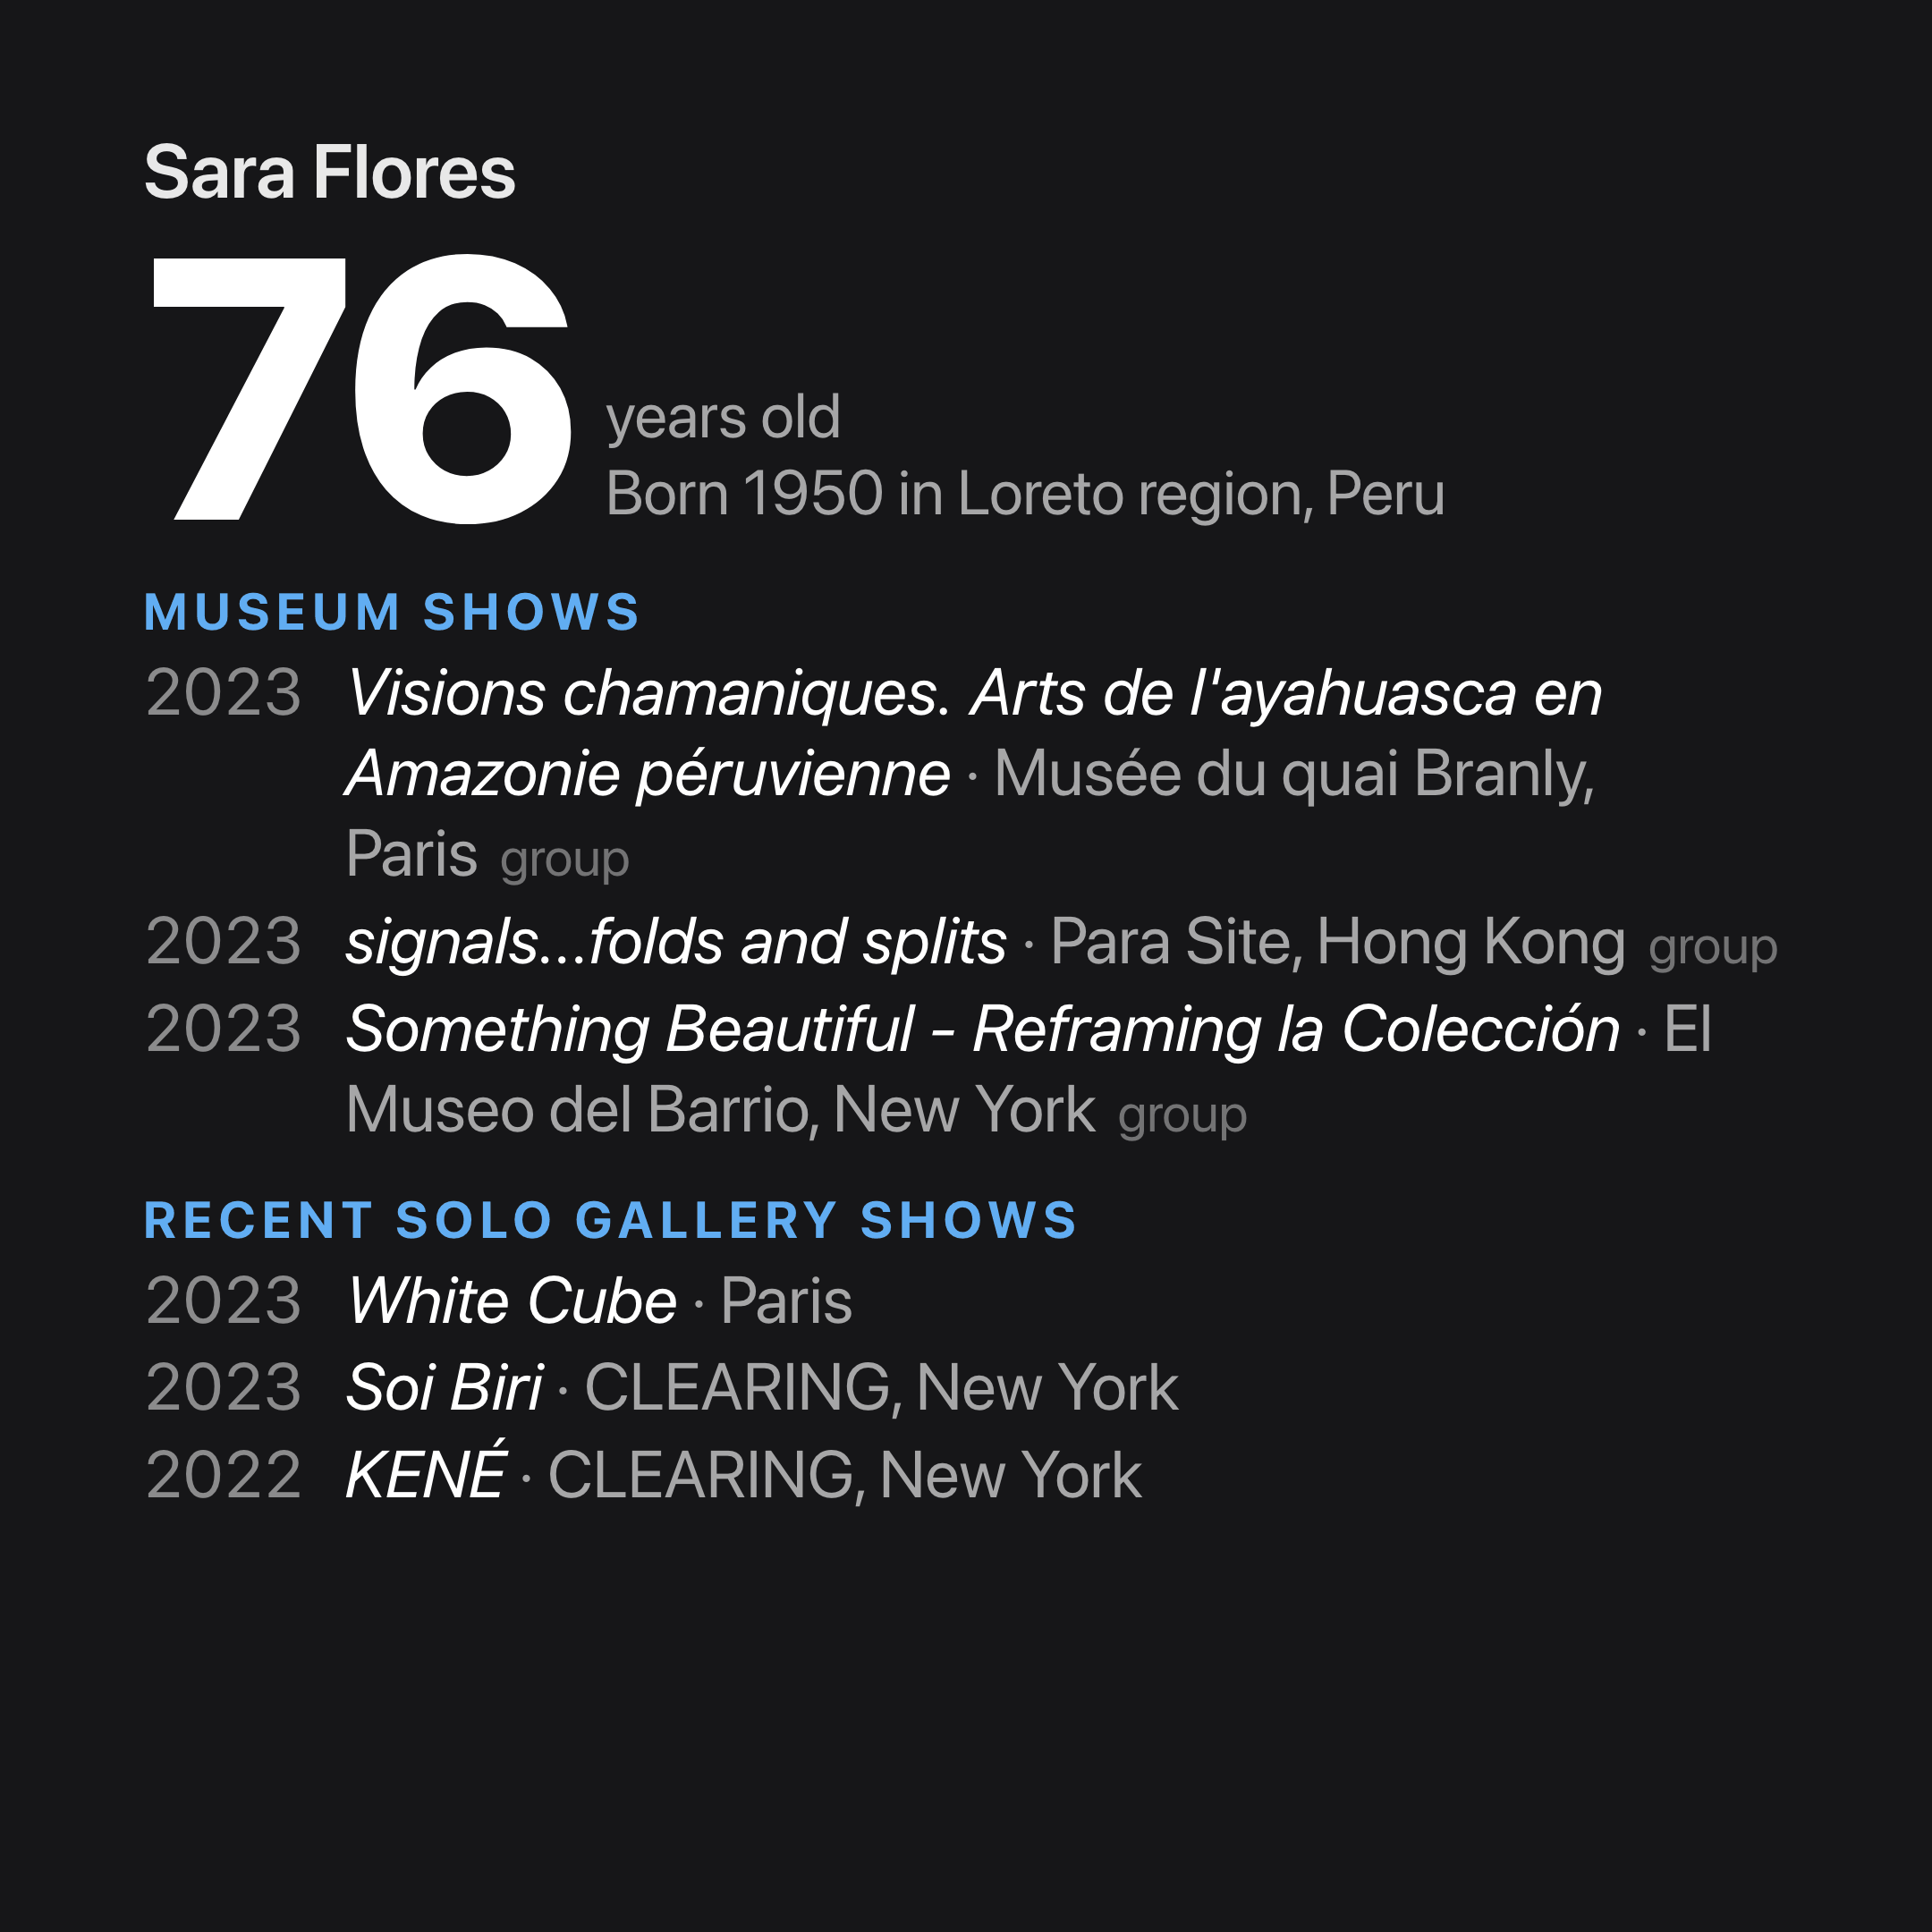 Sara Flores
76
years old
Born 1950 in Loreto region, Peru
MUSEUM SHOWS
2023 Visions chamaniques. Arts de l'ayahuasca en
Amazonie péruvienne · Musée du quai Branly,
Paris group
2023 signals...folds and splits · Para Site, Hong Kong group
2023 Something Beautiful - Reframing la Colección · El
Museo del Barrio, New York group
RECENT SOLO GALLERY SHOWS
2023 White Cube · Paris
2023 Soi Biri · CLEARING, New York
2022 KENÉ · CLEARING, New York